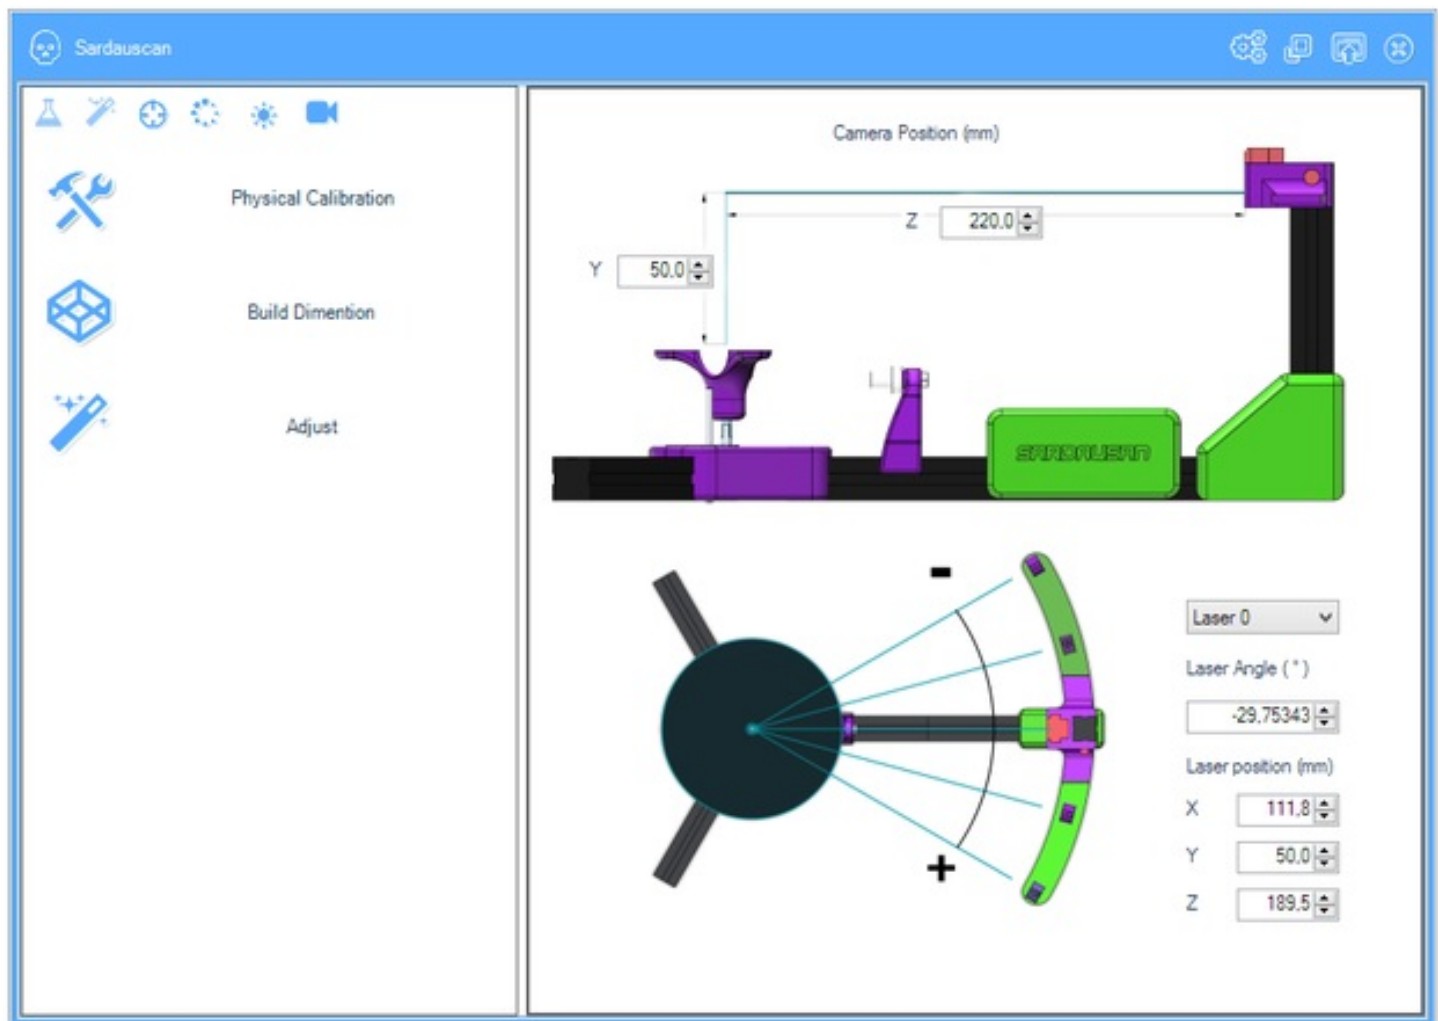 Sardauscan
Physical Calibration
Build Dimention
Adjust
Camera Position (mm)
Z 220.0
Y 50.0
SARDAUSAN
-
+
Laser 0
Laser Angle ( ° )
-29.75343
Laser position (mm)
X 111.8
Y 50.0
Z 189.5